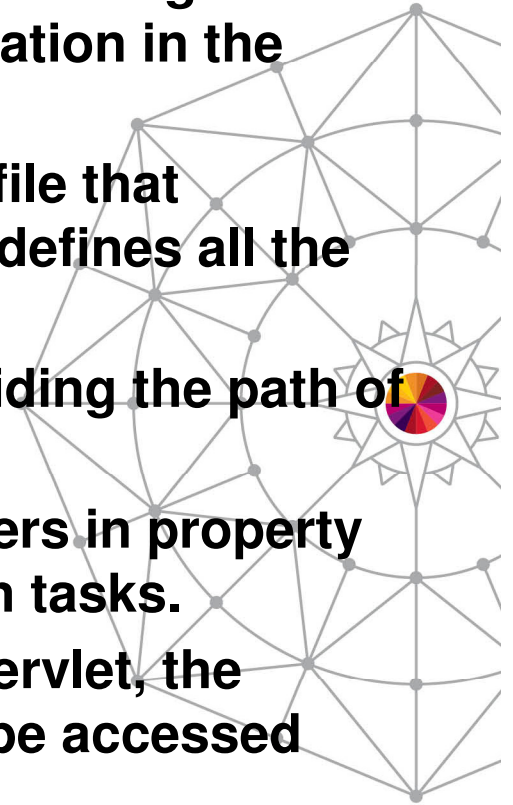 ation in the
file that
defines all the
iding the path of
ers in property
n tasks.
ervlet, the
be accessed